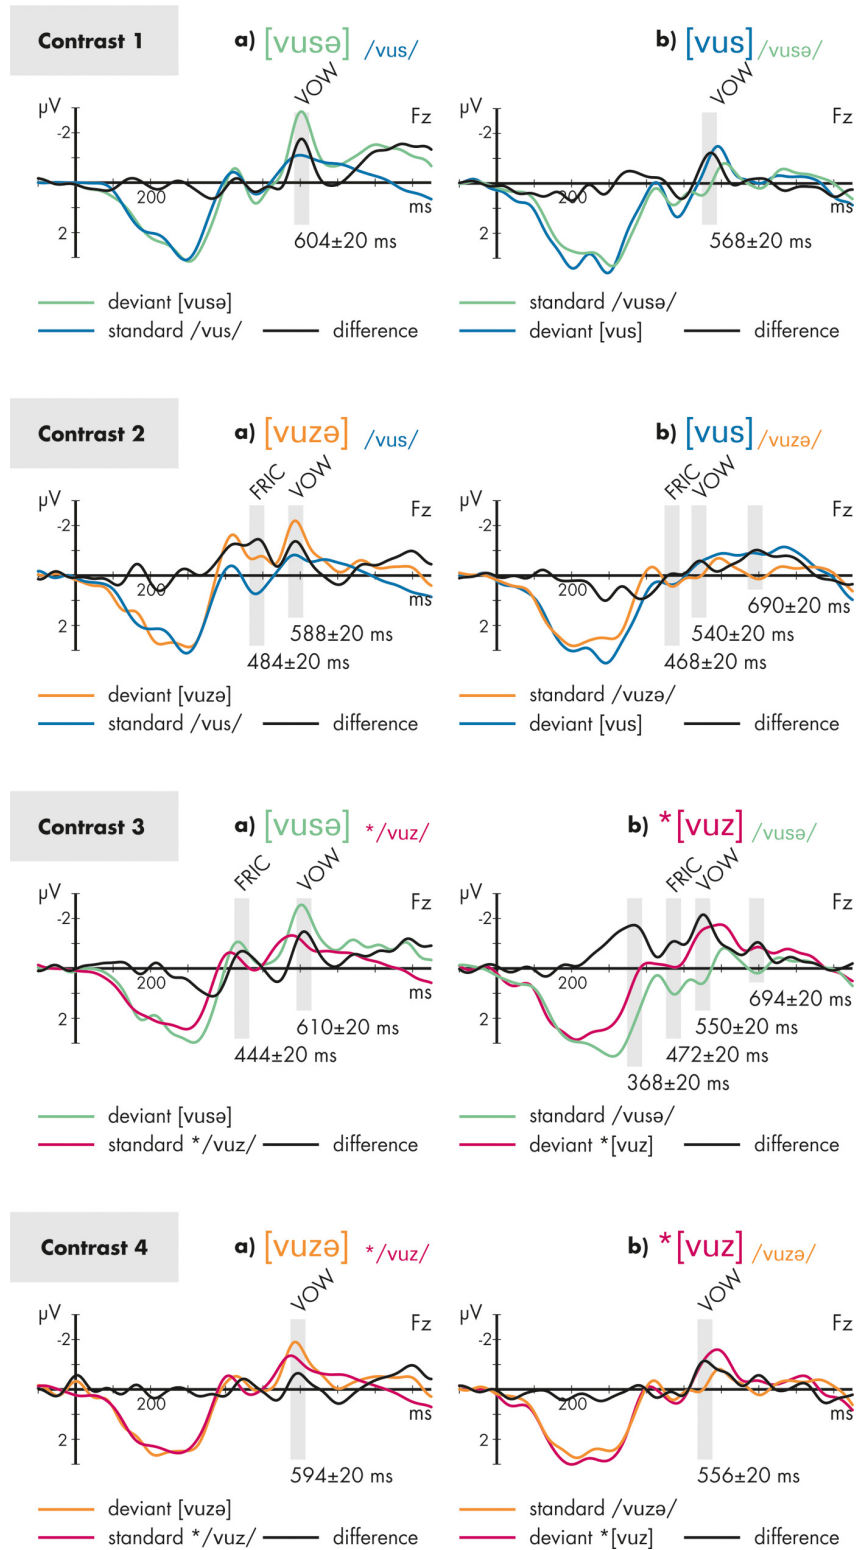 Contrast 1
a) [vusə] /vus/
b) [vus] /vusə/
VOW
VOW
µV
Fz
µV
Fz
-2
-2
200
ms
200
ms
2
2
604±20 ms
568±20 ms
deviant [vusə]
standard /vusə/
standard /vus/
difference
deviant [vus]
difference
Contrast 2
a) [vuzə] /vus/
b) [vus] /vuzə/
FRIC
VOW
FRIC
VOW
µV
Fz
µV
Fz
-2
-2
200
ms
200
ms
690±20 ms
2
2
588±20 ms
540±20 ms
484±20 ms
468±20 ms
deviant [vuzə]
standard /vuzə/
standard /vus/
difference
deviant [vus]
difference
Contrast 3
a) [vusə] */vuz/
b) *[vuz] /vusə/
FRIC
VOW
FRIC
VOW
µV
Fz
µV
Fz
-2
-2
200
ms
200
ms
694±20 ms
2
2
610±20 ms
550±20 ms
444±20 ms
472±20 ms
368±20 ms
deviant [vusə]
standard /vusə/
standard */vuz/
difference
deviant *[vuz]
difference
Contrast 4
a) [vuzə] */vuz/
b) *[vuz] /vuzə/
VOW
VOW
µV
Fz
µV
Fz
-2
-2
200
ms
200
ms
2
2
594±20 ms
556±20 ms
deviant [vuzə]
standard /vuzə/
standard */vuz/
difference
deviant *[vuz]
difference